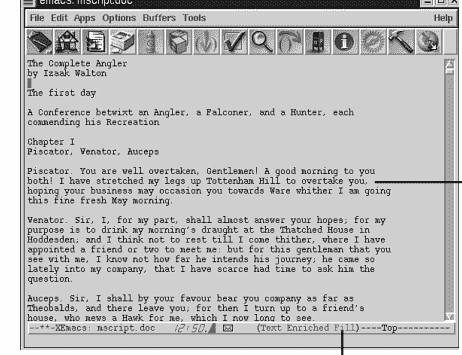 emacs: mscript.doc
File Edit Apps Options Buffers Tools Help
The Complete Angler
by Izaak Walton
The first day
A Conference betwixt an Angler, a Falconer, and a Hunter, each
commending his Recreation
Chapter I
Piscator, Venator, Auceps
Piscator. You are well overtaken, Gentlemen! A good morning to you
both! I have stretched my legs up Tottenham Hill to overtake you,
hoping your business may occasion you towards Ware whither I am going
this fine fresh May morning.
Venator. Sir, I, for my part, shall almost answer your hopes; for my
purpose is to drink my morning's draught at the Thatched House in
Hoddesden; and I think not to rest till I come thither, where I have
appointed a friend or two to meet me: but for this gentleman that you
see with me, I know not how far he intends his journey; he came so
lately into my company, that I have scarce had time to ask him the
question.
Auceps. Sir, I shall by your favour bear you company as far as
Theobalds, and there leave you; for then I turn up to a friend's
house, who mews a Hawk for me, which I now long to see.
--**-XEmacs: mscript.doc 12:50 (Text Enriched Fill)----Top----